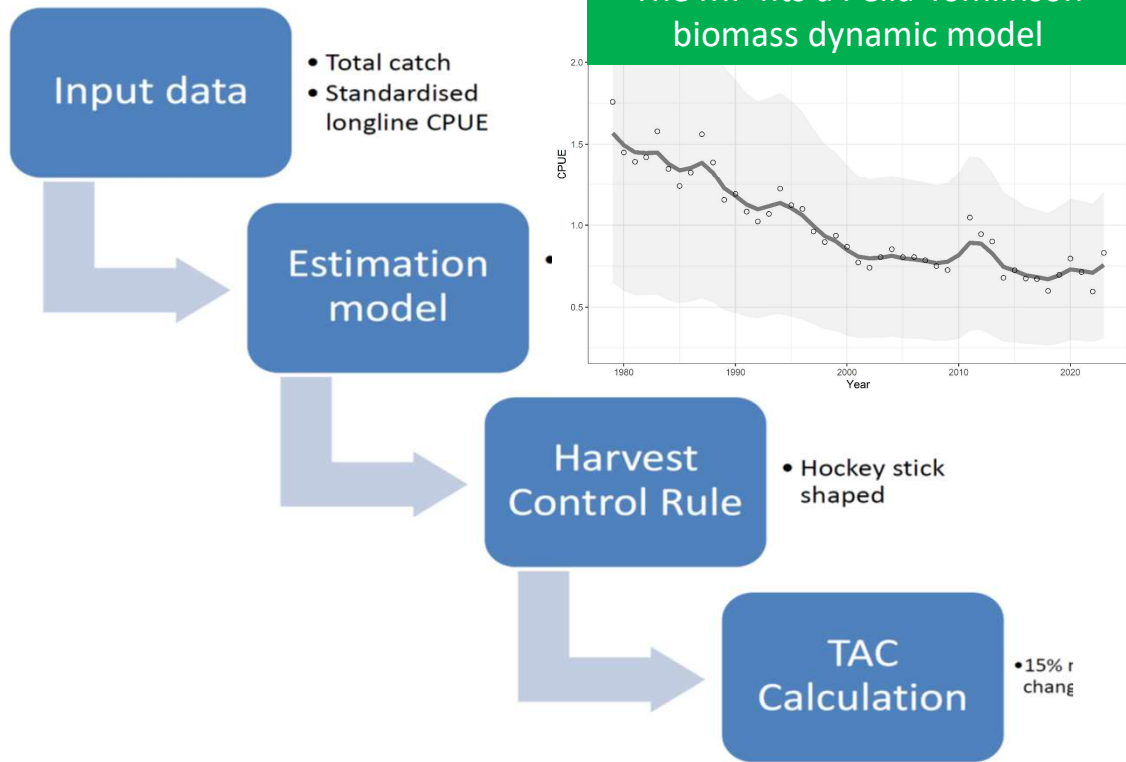 Input data
• Total catch
• Standardised
longline CPUE
biomass dynamic model
2.0
1.5
1.0
0.5
CPUE
1980
1990
2000
2010
2020
Year
Estimation
model
•
Harvest
Control Rule
• Hockey stick
shaped
TAC
Calculation
•15%